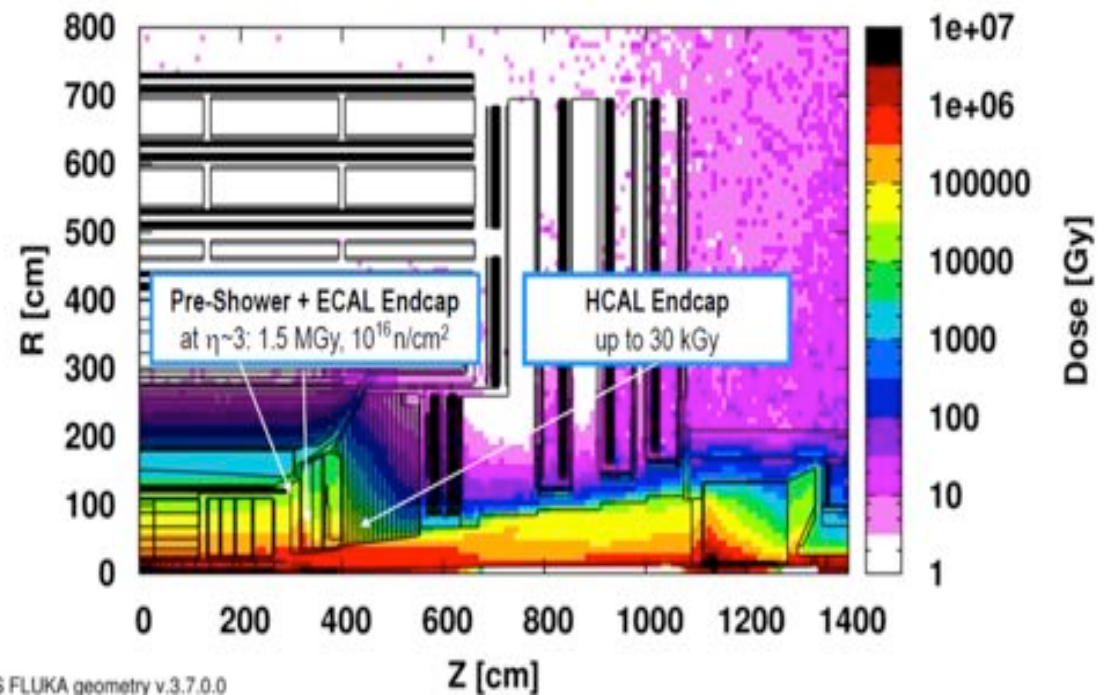 800
700
600
500
400
300
200
100
0
R [cm]
Pre-Shower + ECAL Endcap
at η~3: 1.5 MGy, 10¹⁶ n/cm²
HCAL Endcap
up to 30 kGy
0 200 400 600 800 1000 1200 1400
Z [cm]
1e+07
1e+06
100000
10000
1000
100
10
1
Dose [Gy]
FLUKA geometry v.3.7.0.0